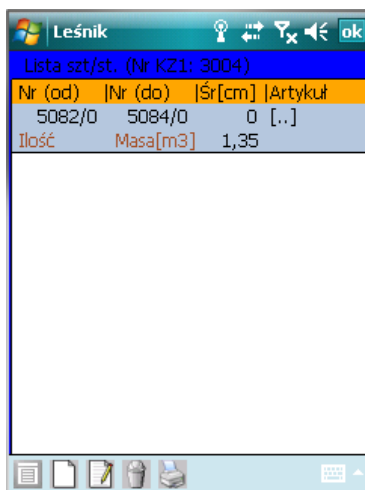 Leśnik ok
Lista szt/st. (Nr KZ1: 3004)
Nr (od) |Nr (do) |Śr[cm] |Artykuł
5082/0 5084/0 0 [..]
Ilość Masa[m3] 1,35